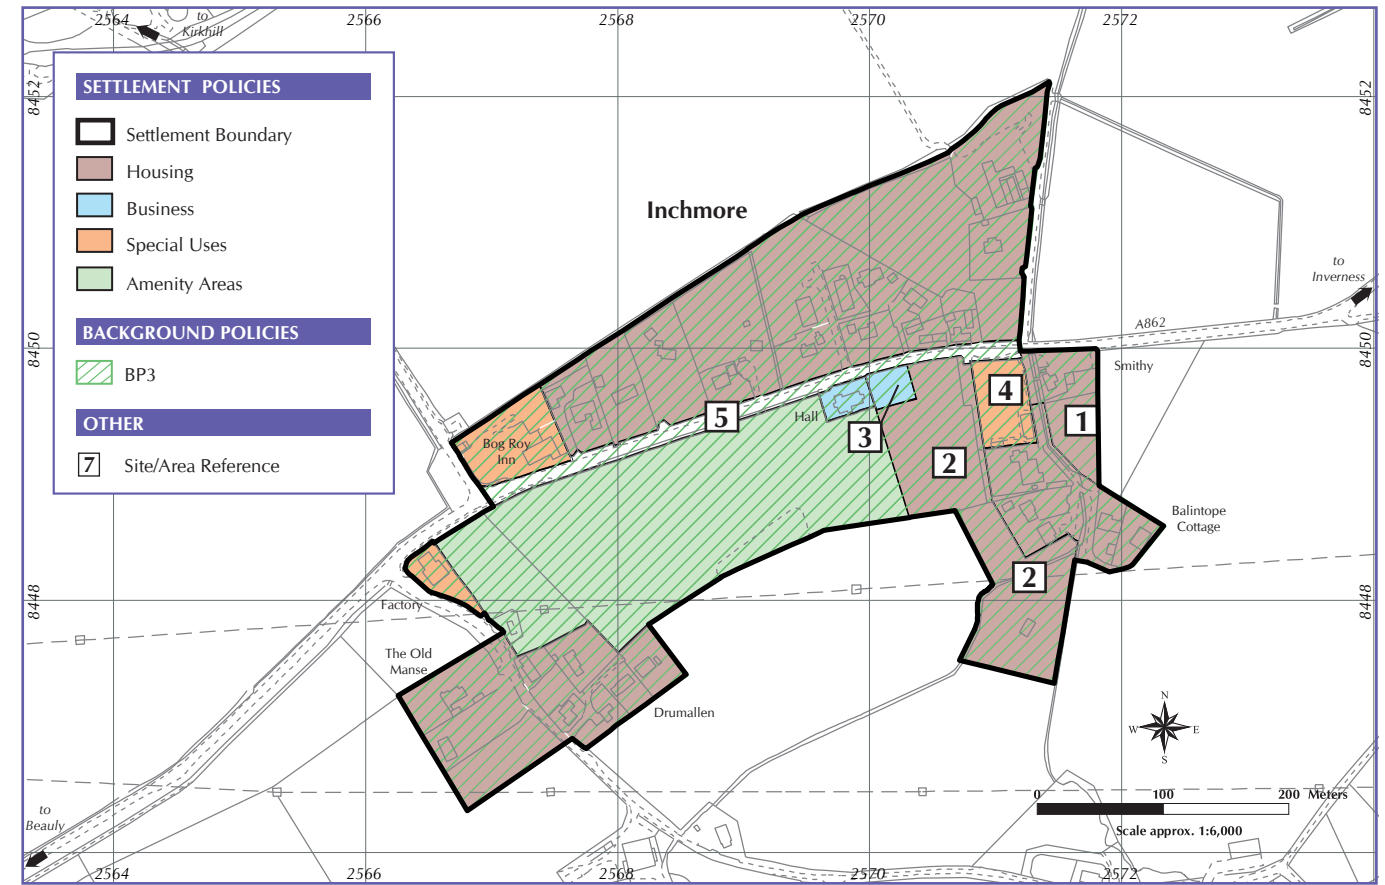 2564
2566
2568
2570
2572
to
Kirkhill
8452
8452
SETTLEMENT POLICIES
Settlement Boundary
Housing
Business
Special Uses
Amenity Areas
BACKGROUND POLICIES
BP3
OTHER
7 Site/Area Reference
Inchmore
to
Inverness
A862
8450
8450
Smithy
4
5
Hall
1
3
2
Bog Roy
Inn
Balintope
Cottage
2
8448
8448
Factory
The Old
Manse
Drumallen
N
W E
S
0 100 200 Meters
Scale approx. 1:6,000
to
Beauly
2564
2566
2568
2570
2572